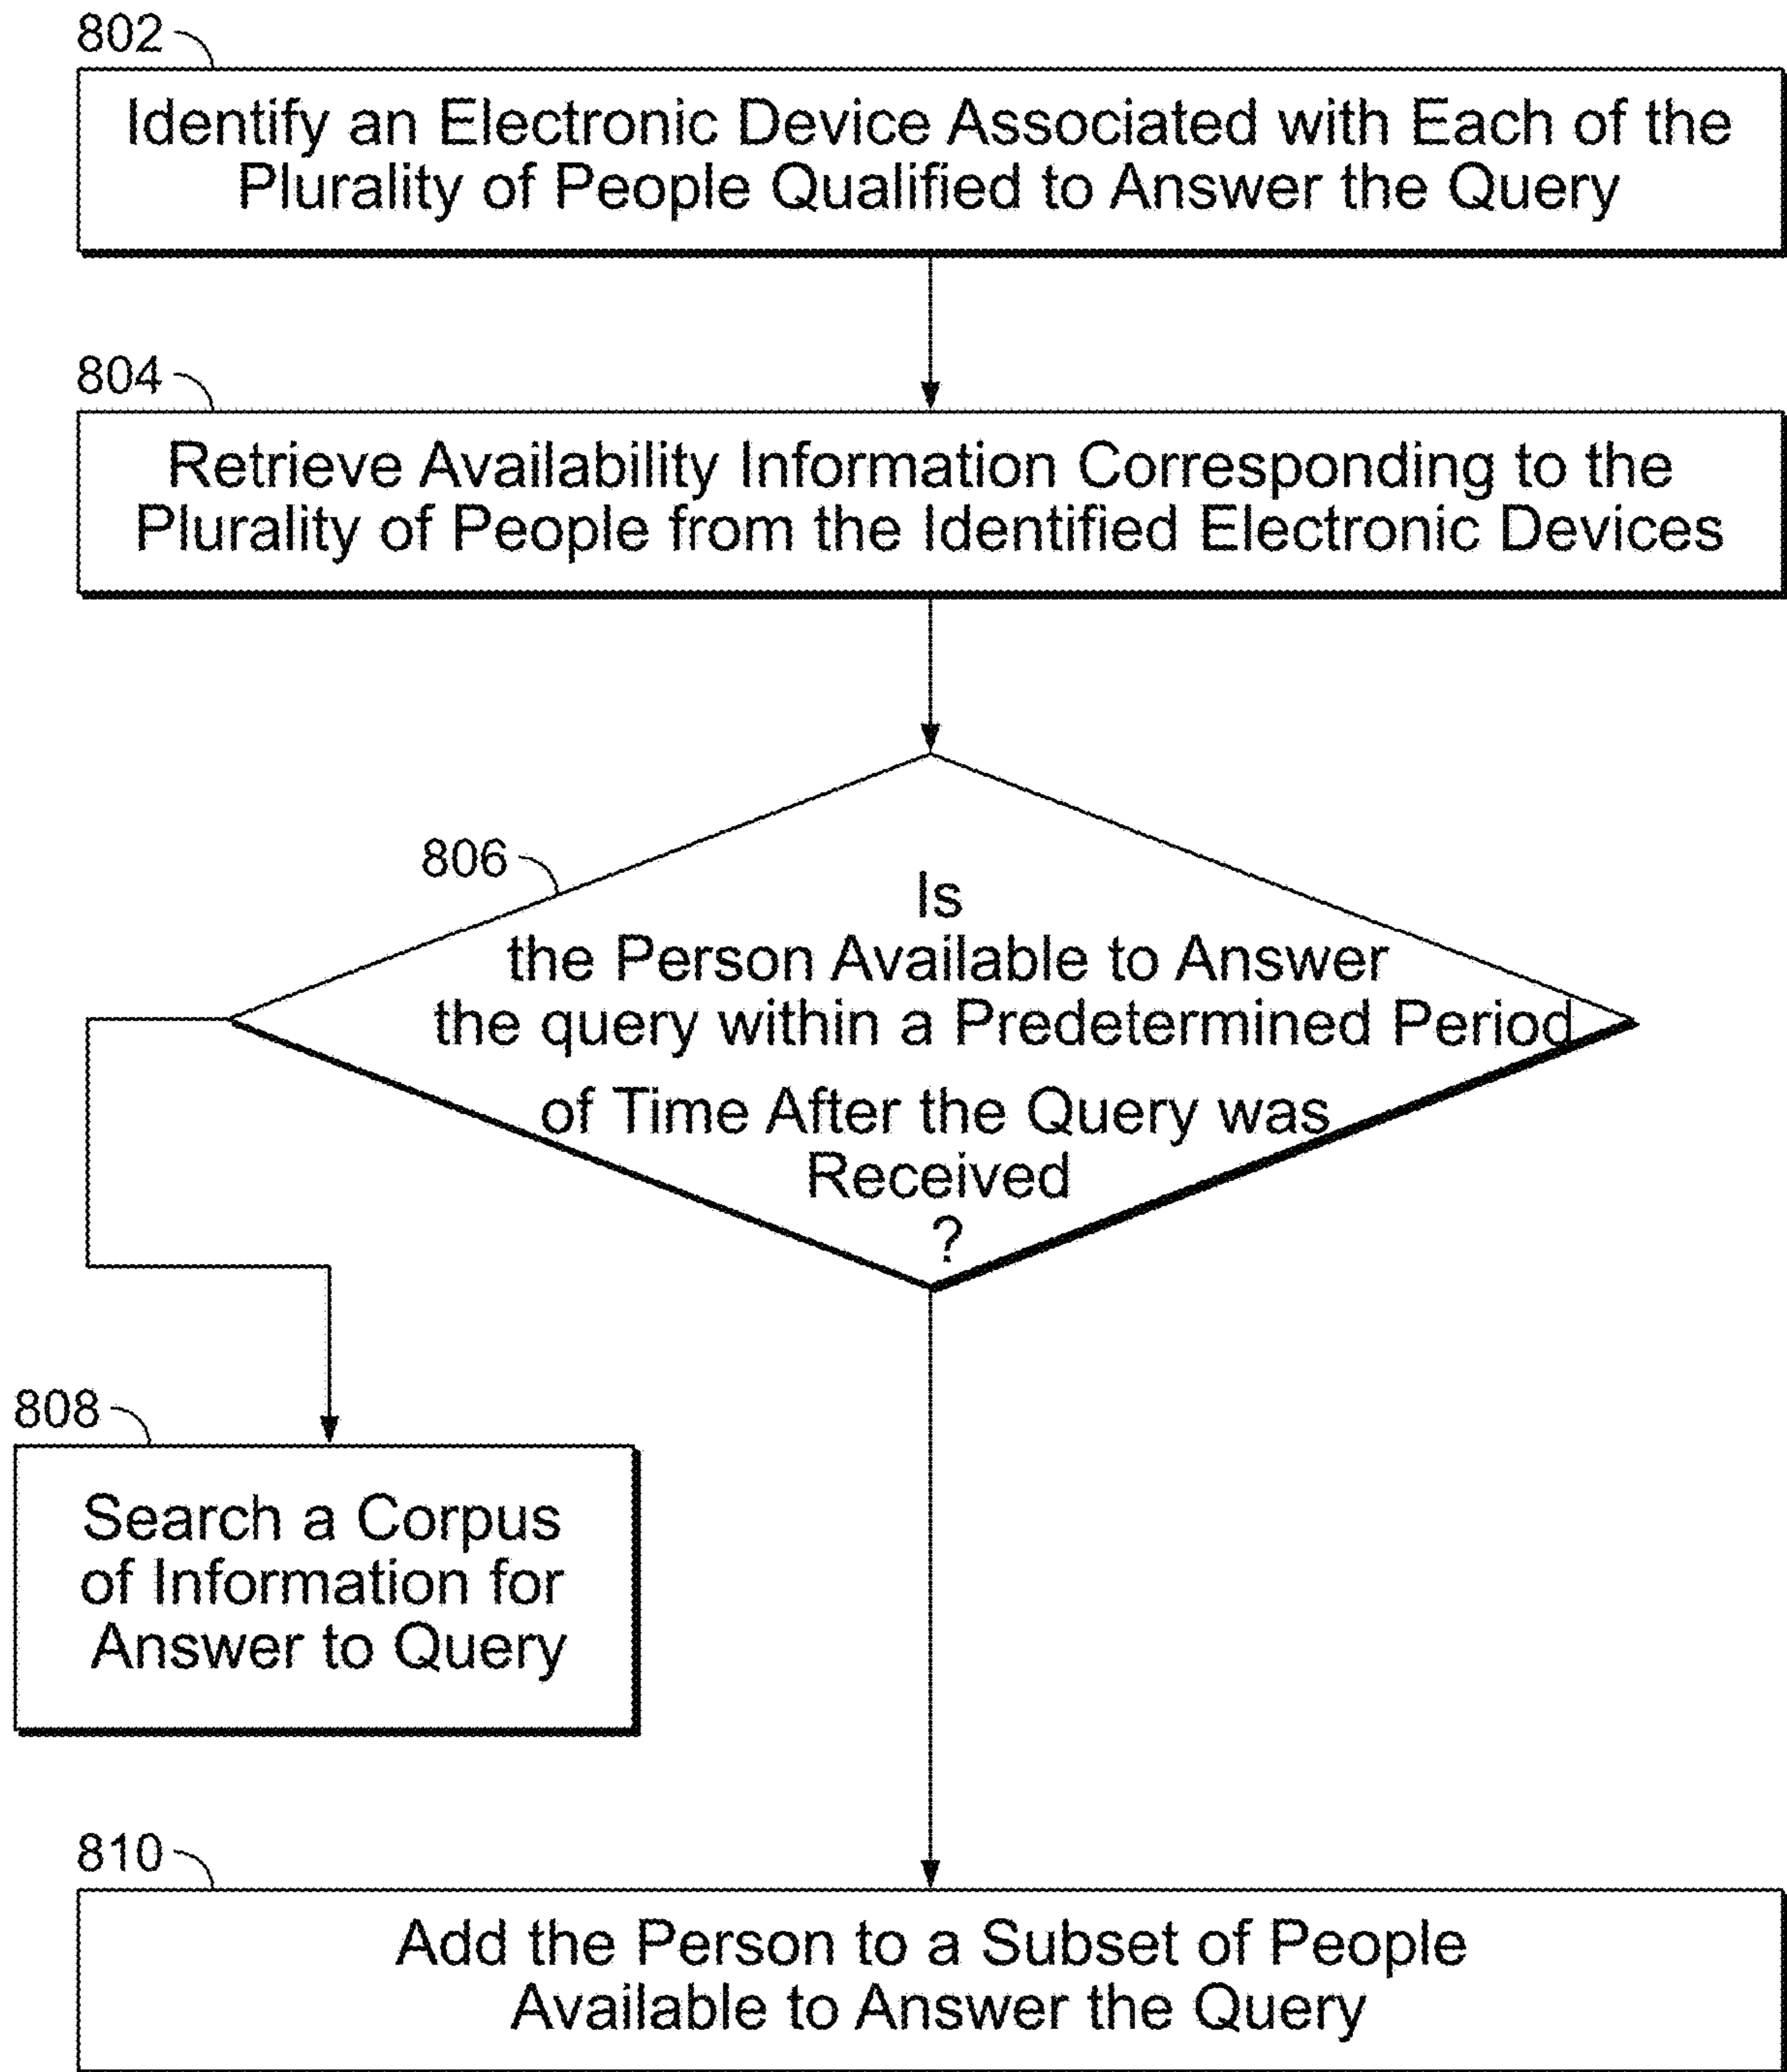 802
Identify an Electronic Device Associated with Each of the
Plurality of People Qualified to Answer the Query
804
Retrieve Availability Information Corresponding to the
Plurality of People from the Identified Electronic Devices
806
Is
the Person Available to Answer
the query within a Predetermined Period
of Time After the Query was
Received
?
808
Search a Corpus
of Information for
Answer to Query
810
Add the Person to a Subset of People
Available to Answer the Query